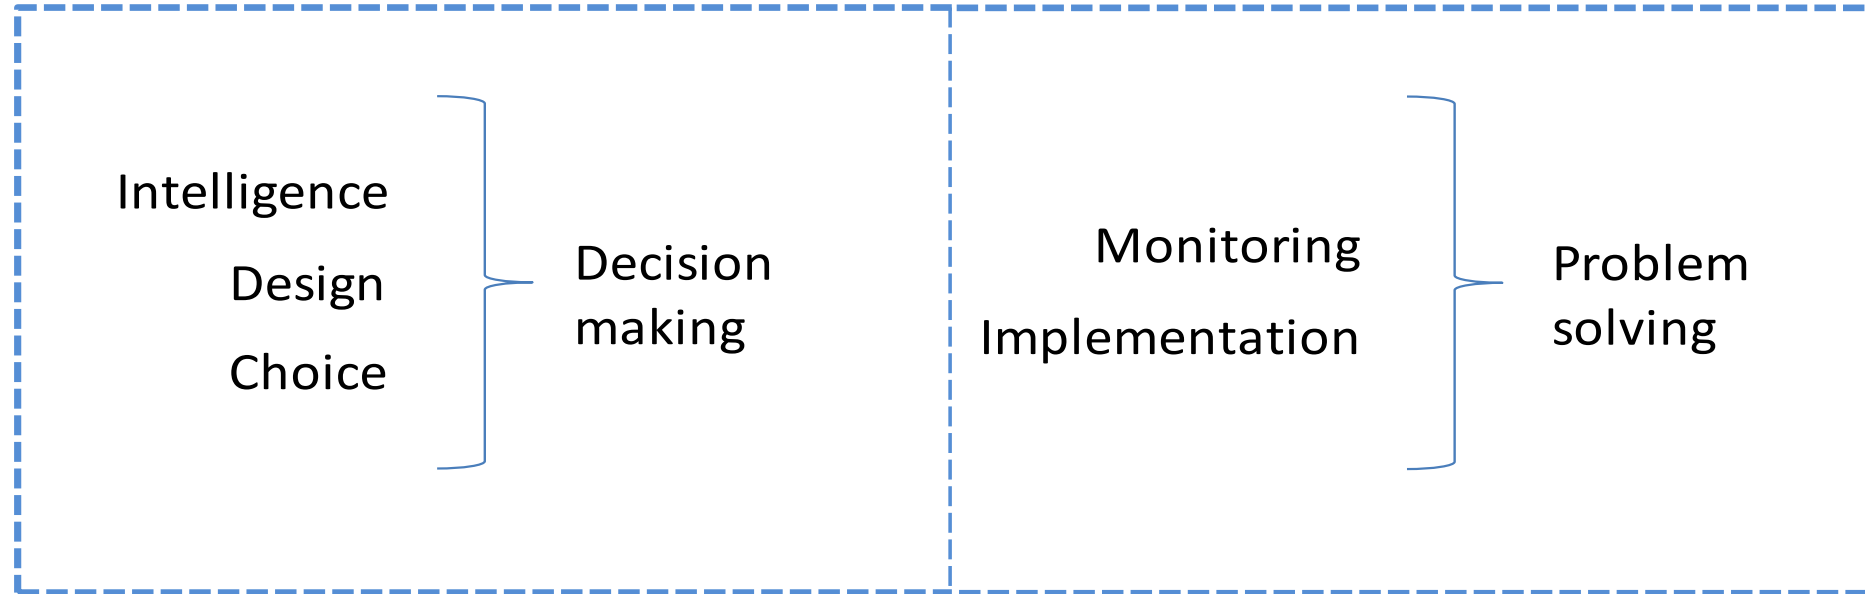 Intelligence
Design
Choice
Decision
making
Monitoring
Implementation
Problem
solving